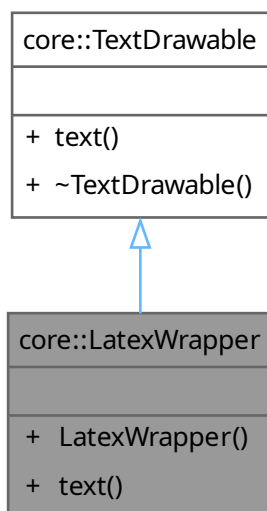 core::TextDrawable
+ text()
+ ~TextDrawable()
core::LatexWrapper
+ LatexWrapper()
+ text()